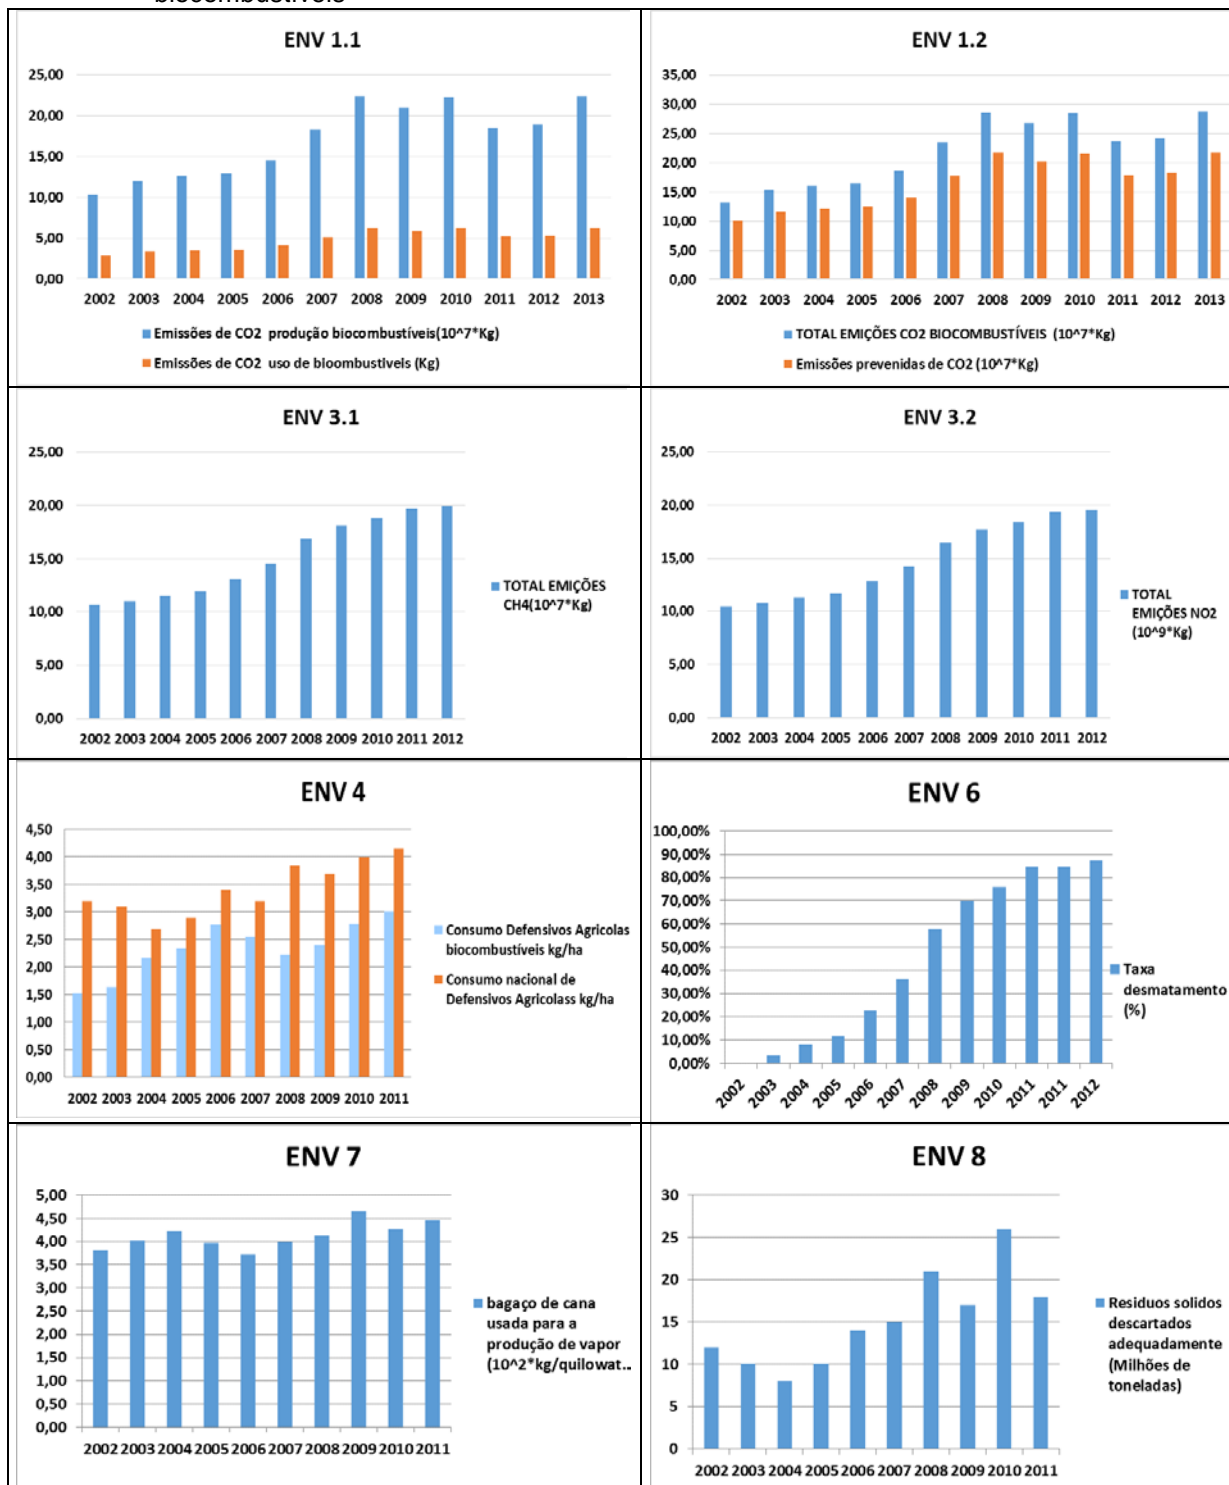 biocombustíveis
ENV 1.1
25,00
20,00
15,00
10,00
5,00
0,00
2002 2003 2004 2005 2006 2007 2008 2009 2010 2011 2012 2013
Emissões de CO2 produção biocombustíveis(10^7*Kg)
Emissões de CO2 uso de bioombustiveis (Kg)
ENV 1.2
35,00
30,00
25,00
20,00
15,00
10,00
5,00
0,00
2002 2003 2004 2005 2006 2007 2008 2009 2010 2011 2012 2013
TOTAL EMIÇÕES CO2 BIOCOMBUSTÍVEIS (10^7*Kg)
Emissões prevenidas de CO2 (10^7*Kg)
ENV 3.1
25,00
20,00
15,00
10,00
5,00
0,00
2002 2003 2004 2005 2006 2007 2008 2009 2010 2011 2012
TOTAL EMIÇÕES
CH4(10^7*Kg)
ENV 3.2
25,00
20,00
15,00
10,00
5,00
0,00
2002 2003 2004 2005 2006 2007 2008 2009 2010 2011 2012
TOTAL
EMIÇÕES NO2
(10^9*Kg)
ENV 4
4,50
4,00
3,50
3,00
2,50
2,00
1,50
1,00
0,50
0,00
2002 2003 2004 2005 2006 2007 2008 2009 2010 2011
Consumo Defensivos Agricolas
biocombustíveis kg/ha
Consumo nacional de
Defensivos Agricolass kg/ha
ENV 6
100,00%
90,00%
80,00%
70,00%
60,00%
50,00%
40,00%
30,00%
20,00%
10,00%
0,00%
2002 2003 2004 2005 2006 2007 2008 2009 2010 2011 2011 2012
Taxa
desmatamento
(%)
ENV 7
5,00
4,50
4,00
3,50
3,00
2,50
2,00
1,50
1,00
0,50
0,00
2002 2003 2004 2005 2006 2007 2008 2009 2010 2011
bagaço de cana
usada para a
produção de vapor
(10^2*kg/quilowat...
ENV 8
30
25
20
15
10
5
0
2002 2003 2004 2005 2006 2007 2008 2009 2010 2011
Residuos solidos
descartados
adequadamente
(Milhões de
toneladas)